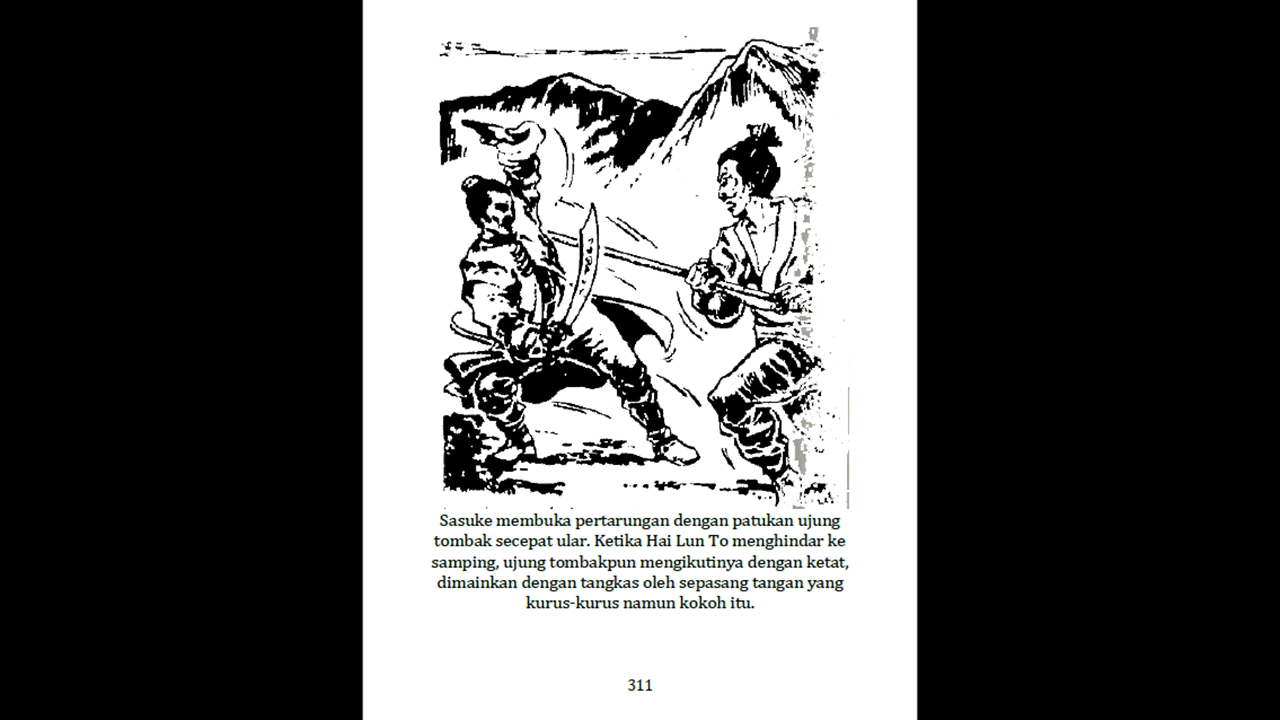 Sasuke membuka pertarungan dengan patukan ujung
tombak secepat ular. Ketika Hai Lun To menghindar ke
samping, ujung tombakpun mengikutinya dengan ketat,
dimainkan dengan tangkas oleh sepasang tangan yang
kurus-kurus namun kokoh itu.
311